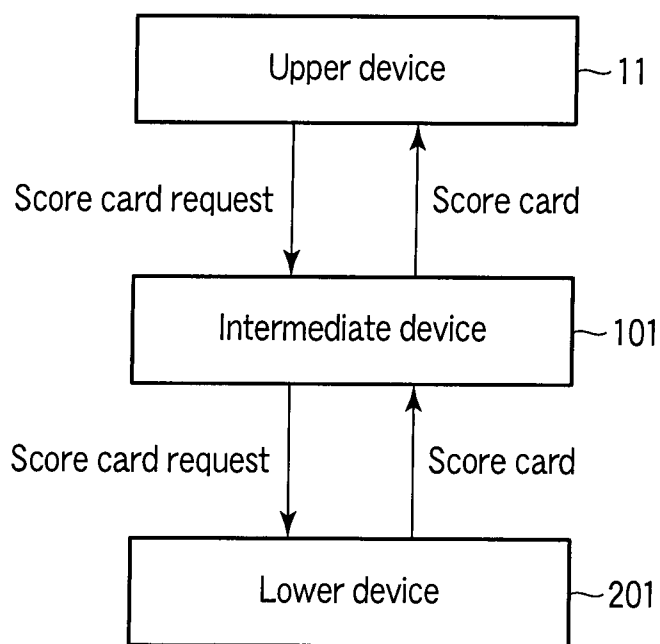 Upper device 11
Score card request Score card
Intermediate device 101
Score card request Score card
Lower device 201